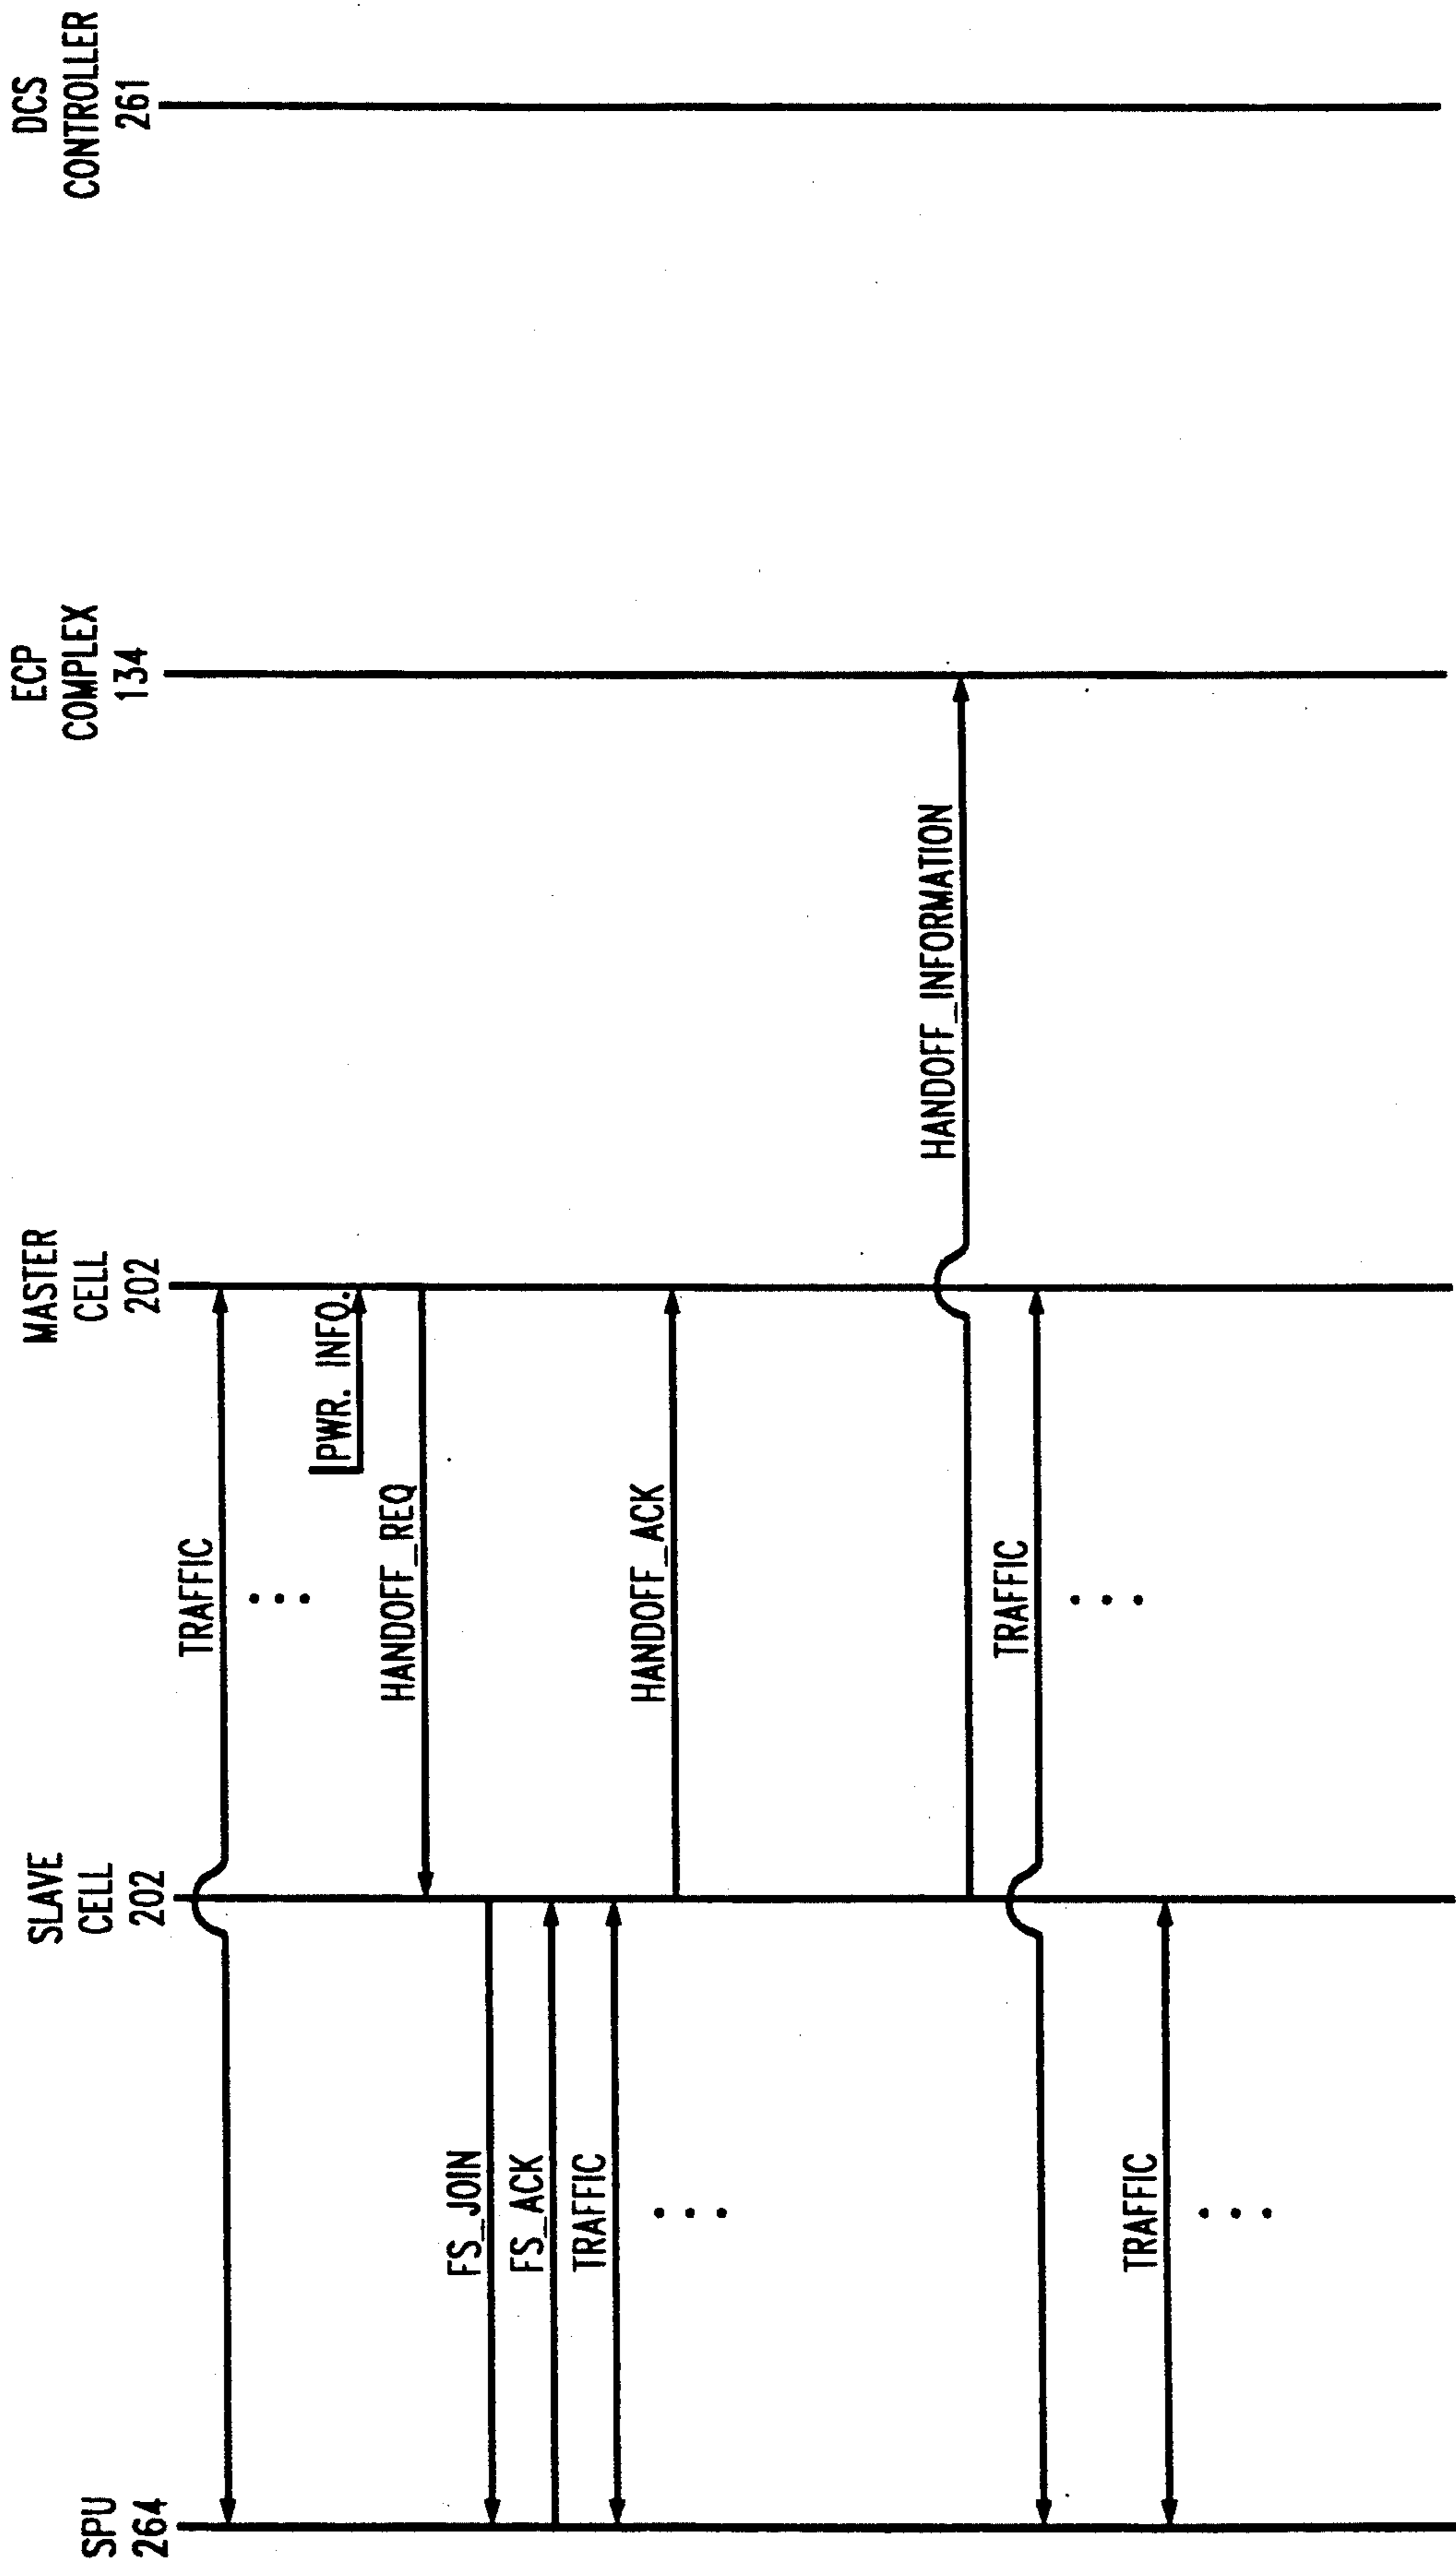 SPU
264
SLAVE
CELL
202
MASTER
CELL
202
ECP
COMPLEX
134
DCS
CONTROLLER
261
TRAFFIC
PWR. INFO.
HANDOFF_REQ
FS_JOIN
FS_ACK
TRAFFIC
HANDOFF_ACK
HANDOFF_INFORMATION
TRAFFIC
TRAFFIC